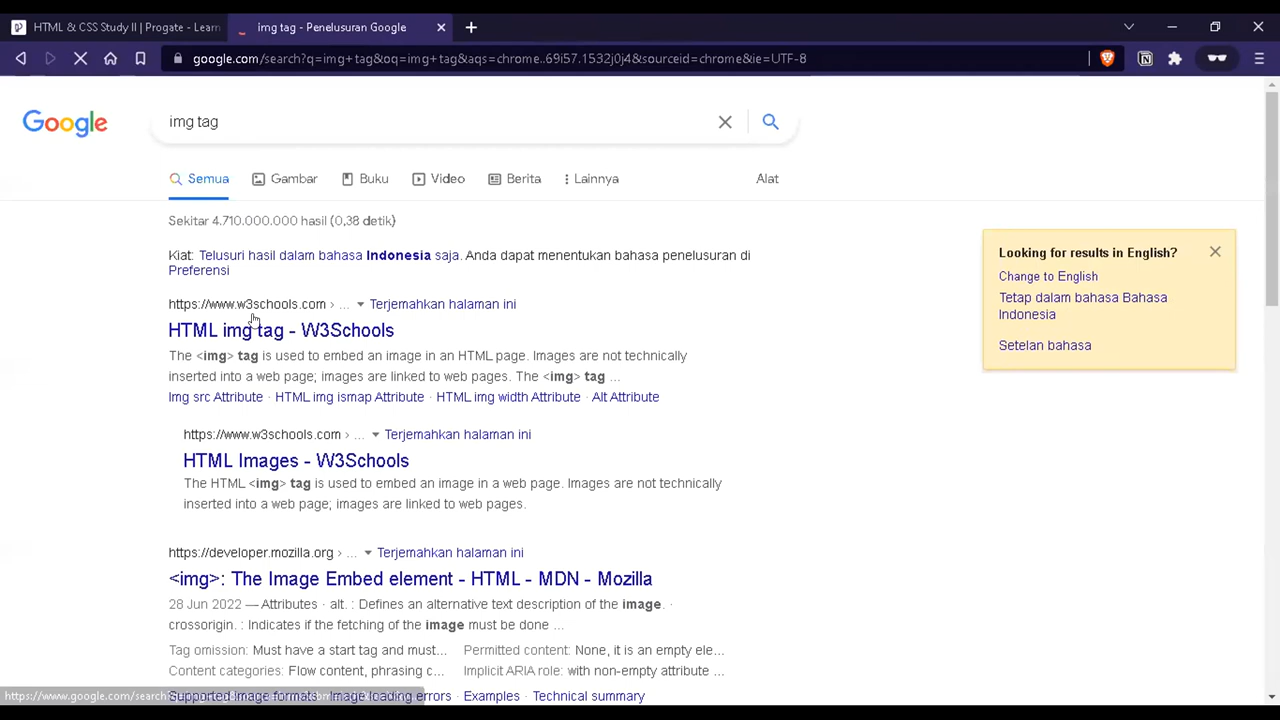 HTML & CSS Study II | Progate - Learn
img tag - Penelusuran Google
google.com/search?q=img+tag&oq=img+tag&aqs=chrome..69i57.1532j0j4&sourceid=chrome&ie=UTF-8
Google
img tag
Semua
Gambar
Buku
Video
Berita
Lainnya
Alat
Sekitar 4.710.000.000 hasil (0,38 detik)
Kiat: Telusuri hasil dalam bahasa Indonesia saja. Anda dapat menentukan bahasa penelusuran di
Preferensi
Looking for results in English?
Change to English
Tetap dalam bahasa Bahasa
Indonesia
Setelan bahasa
https://www.w3schools.com › ... Terjemahkan halaman ini
HTML img tag - W3Schools
The <img> tag is used to embed an image in an HTML page. Images are not technically
inserted into a web page; images are linked to web pages. The <img> tag ...
Img src Attribute · HTML img ismap Attribute · HTML img width Attribute · Alt Attribute
https://www.w3schools.com › ... Terjemahkan halaman ini
HTML Images - W3Schools
The HTML <img> tag is used to embed an image in a web page. Images are not technically
inserted into a web page; images are linked to web pages.
https://developer.mozilla.org › ... Terjemahkan halaman ini
<img>: The Image Embed element - HTML - MDN - Mozilla
28 Jun 2022 — Attributes · alt. : Defines an alternative text description of the image. ·
crossorigin. : Indicates if the fetching of the image must be done ...
Tag omission: Must have a start tag and must...
Permitted content: None, it is an empty ele...
Content categories: Flow content, phrasing c...
Implicit ARIA role: with non-empty attribute ...
Examples · Technical summary
https://www.google.com/search?